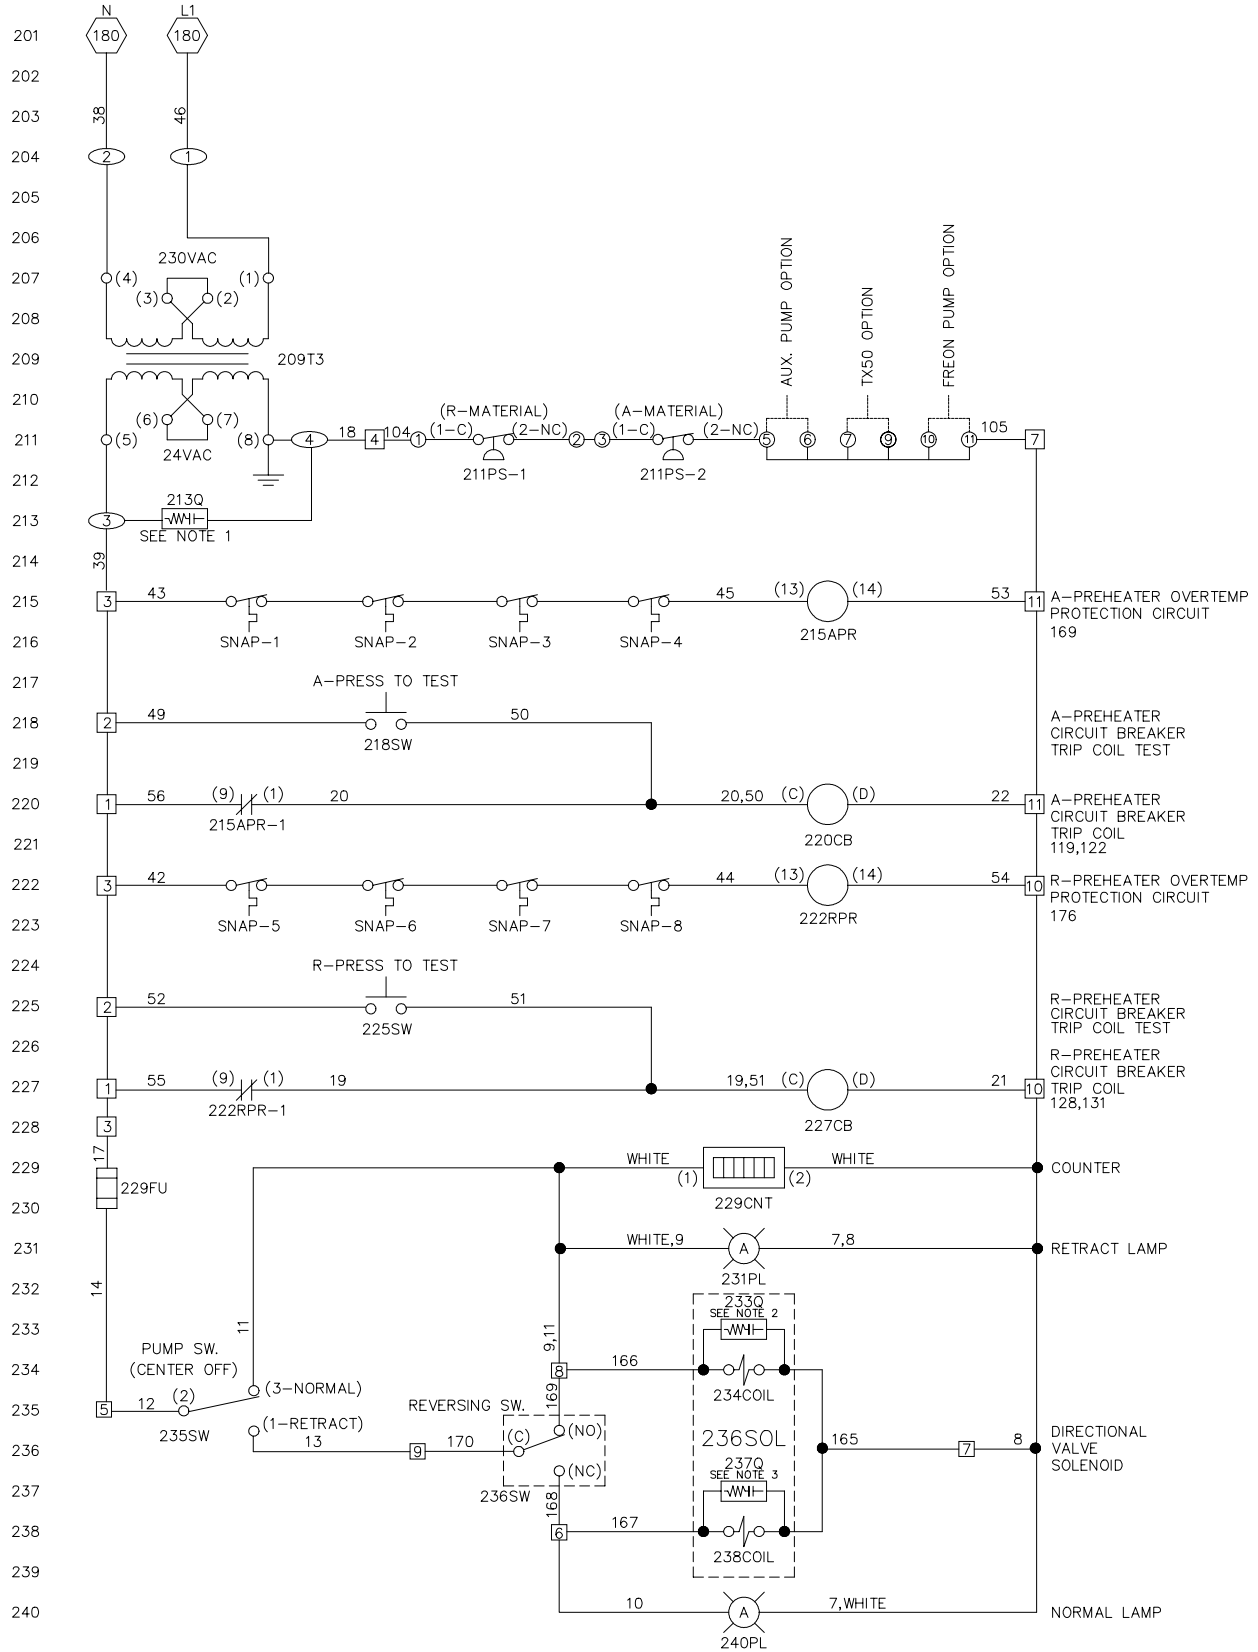 N L1
201 180 180
202
203 38 46
204 2 1
205
206
230VAC
207 (4) (1)
(3) (2)
208
209 209T3
210
(6) (7)
(R-MATERIAL) (A-MATERIAL)
AUX. PUMP OPTION
TX50 OPTION
FREON PUMP OPTION
211 (5) (8) 4 18 4 104 1 (1-C) (2-NC) 2 3 (1-C) (2-NC) 5 6 7 9 10 11 105 7
24VAC
211PS-1 211PS-2
212
213Q
213 3
SEE NOTE 1
214 39
215 3 43 45 (13) (14) 53 11 A-PREHEATER OVERTEMP
PROTECTION CIRCUIT
169
216 SNAP-1 SNAP-2 SNAP-3 SNAP-4 215APR
217 A-PRESS TO TEST
218 2 49 50 A-PREHEATER
CIRCUIT BREAKER
TRIP COIL TEST
218SW
219
220 1 56 (9) (1) 20 20,50 (C) (D) 22 11 A-PREHEATER
CIRCUIT BREAKER
TRIP COIL
119,122
215APR-1 220CB
221
222 3 42 44 (13) (14) 54 10 R-PREHEATER OVERTEMP
PROTECTION CIRCUIT
176
223 SNAP-5 SNAP-6 SNAP-7 SNAP-8 222RPR
224 R-PRESS TO TEST
225 2 52 51 R-PREHEATER
CIRCUIT BREAKER
TRIP COIL TEST
225SW
226
227 1 55 (9) (1) 19 19,51 (C) (D) 21 10 R-PREHEATER
CIRCUIT BREAKER
TRIP COIL
128,131
222RPR-1 227CB
228 3
17
229 WHITE (1) (2) WHITE COUNTER
229FU
229CNT
230
231 WHITE,9 A 7,8 RETRACT LAMP
231PL
232 14
233Q
SEE NOTE 2
233 11 9,11
PUMP SW.
(CENTER OFF)
234 8 166
234COIL
(3-NORMAL)
169
235 5 12 (2) REVERSING SW.
235SW
(1-RETRACT) (NO)
236SOL
236 13 9 170 (C) 165 7 8 DIRECTIONAL
VALVE
SOLENOID
(NC)
237Q
SEE NOTE 3
237 236SW 168
238 6 167
238COIL
239
240 10 A 7,WHITE NORMAL LAMP
240PL